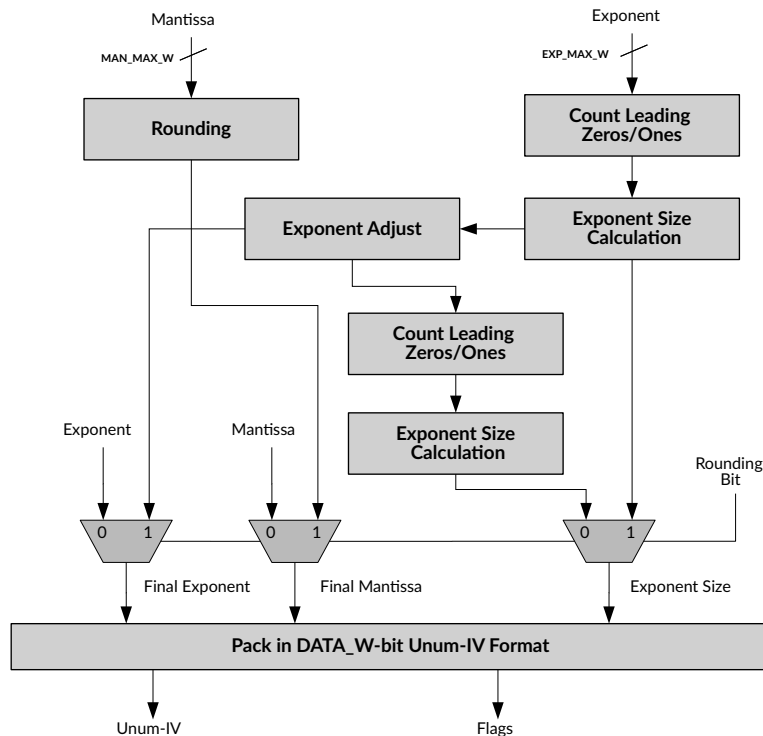 Mantissa
Exponent
MAN_MAX_W
EXP_MAX_W
Rounding
Count Leading
Zeros/Ones
Exponent Adjust
Exponent Size
Calculation
Count Leading
Zeros/Ones
Exponent Size
Calculation
Exponent
Mantissa
Rounding
Bit
0 1
0 1
0 1
Final Exponent
Final Mantissa
Exponent Size
Pack in DATA_W-bit Unum-IV Format
Unum-IV
Flags